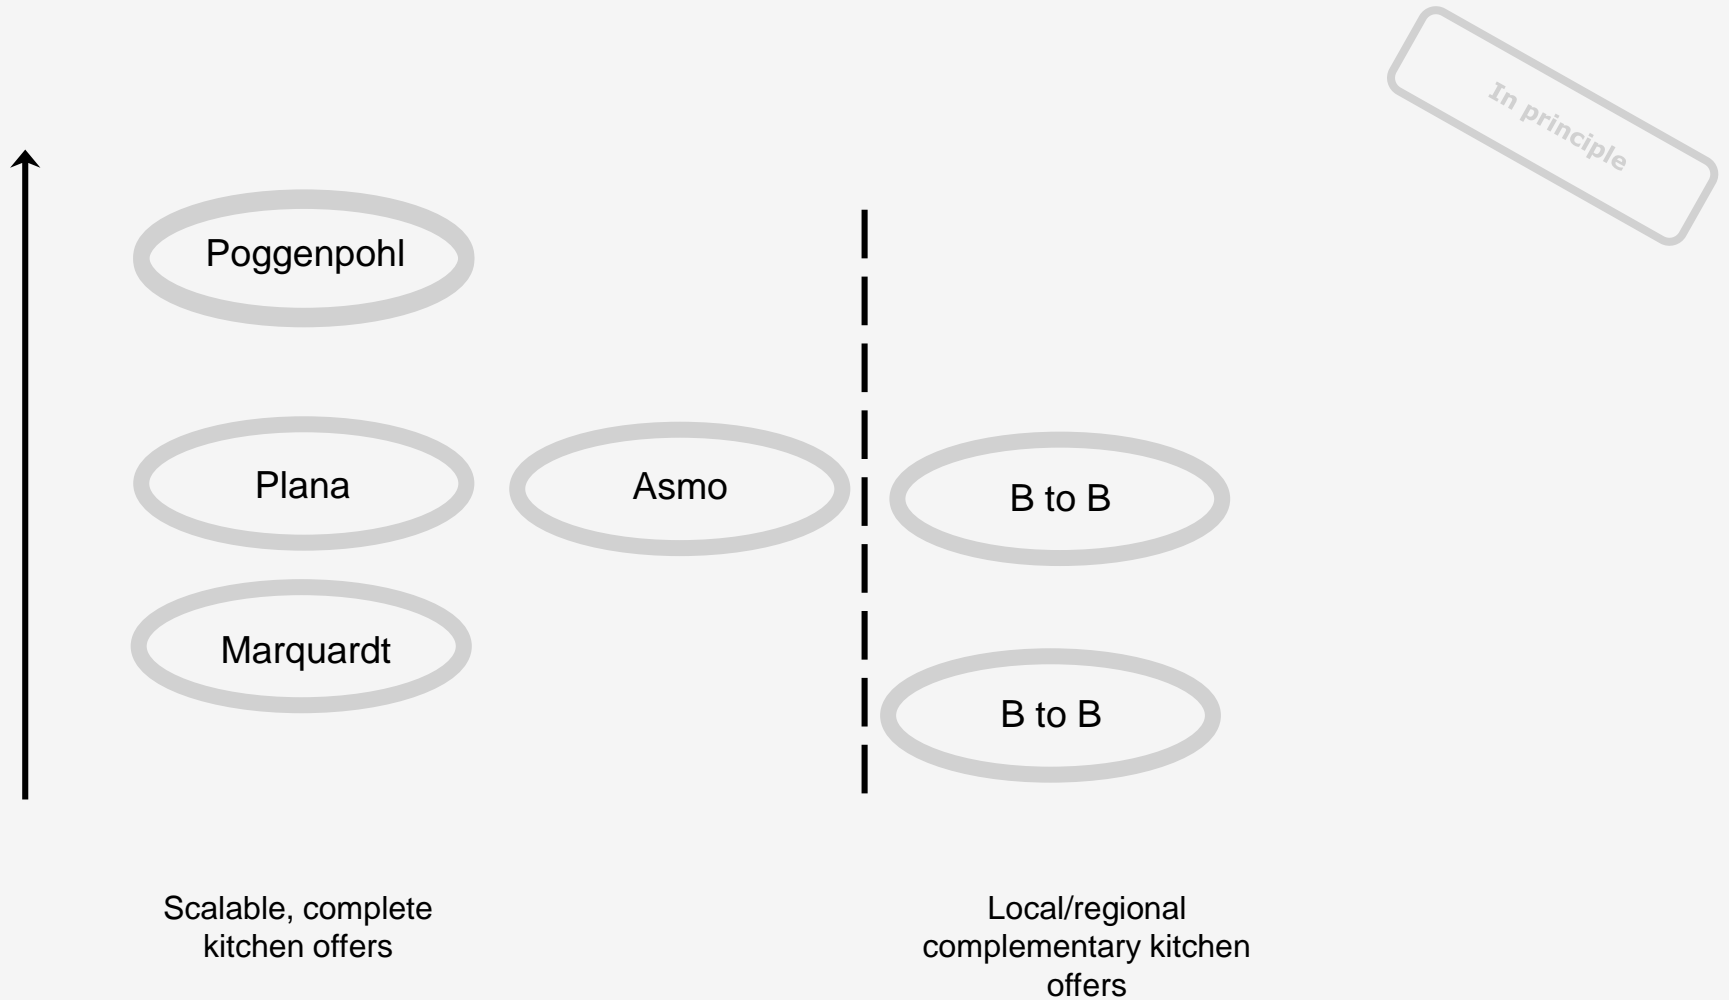 In principle
Poggenpohl
Plana
Asmo
B to B
Marquardt
B to B
Scalable, complete
kitchen offers
Local/regional
complementary kitchen
offers